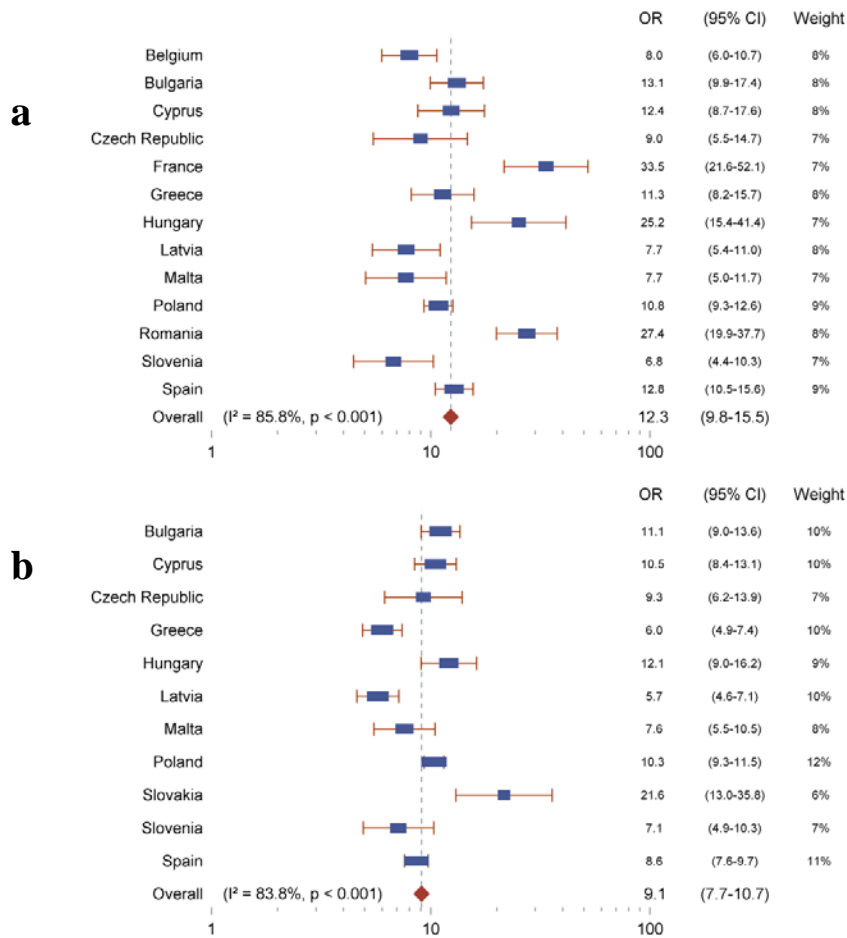 OR (95% CI) Weight
Belgium 8.0 (6.0-10.7) 8%
Bulgaria 13.1 (9.9-17.4) 8%
a
Cyprus 12.4 (8.7-17.6) 8%
Czech Republic 9.0 (5.5-14.7) 7%
France 33.5 (21.6-52.1) 7%
Greece 11.3 (8.2-15.7) 8%
Hungary 25.2 (15.4-41.4) 7%
Latvia 7.7 (5.4-11.0) 8%
Malta 7.7 (5.0-11.7) 7%
Poland 10.8 (9.3-12.6) 9%
Romania 27.4 (19.9-37.7) 8%
Slovenia 6.8 (4.4-10.3) 7%
Spain 12.8 (10.5-15.6) 9%
Overall (I² = 85.8%, p < 0.001) 12.3 (9.8-15.5)
1 10 100
OR (95% CI) Weight
Bulgaria 11.1 (9.0-13.6) 10%
b
Cyprus 10.5 (8.4-13.1) 10%
Czech Republic 9.3 (6.2-13.9) 7%
Greece 6.0 (4.9-7.4) 10%
Hungary 12.1 (9.0-16.2) 9%
Latvia 5.7 (4.6-7.1) 10%
Malta 7.6 (5.5-10.5) 8%
Poland 10.3 (9.3-11.5) 12%
Slovakia 21.6 (13.0-35.8) 6%
Slovenia 7.1 (4.9-10.3) 7%
Spain 8.6 (7.6-9.7) 11%
Overall (I² = 83.8%, p < 0.001) 9.1 (7.7-10.7)
1 10 100